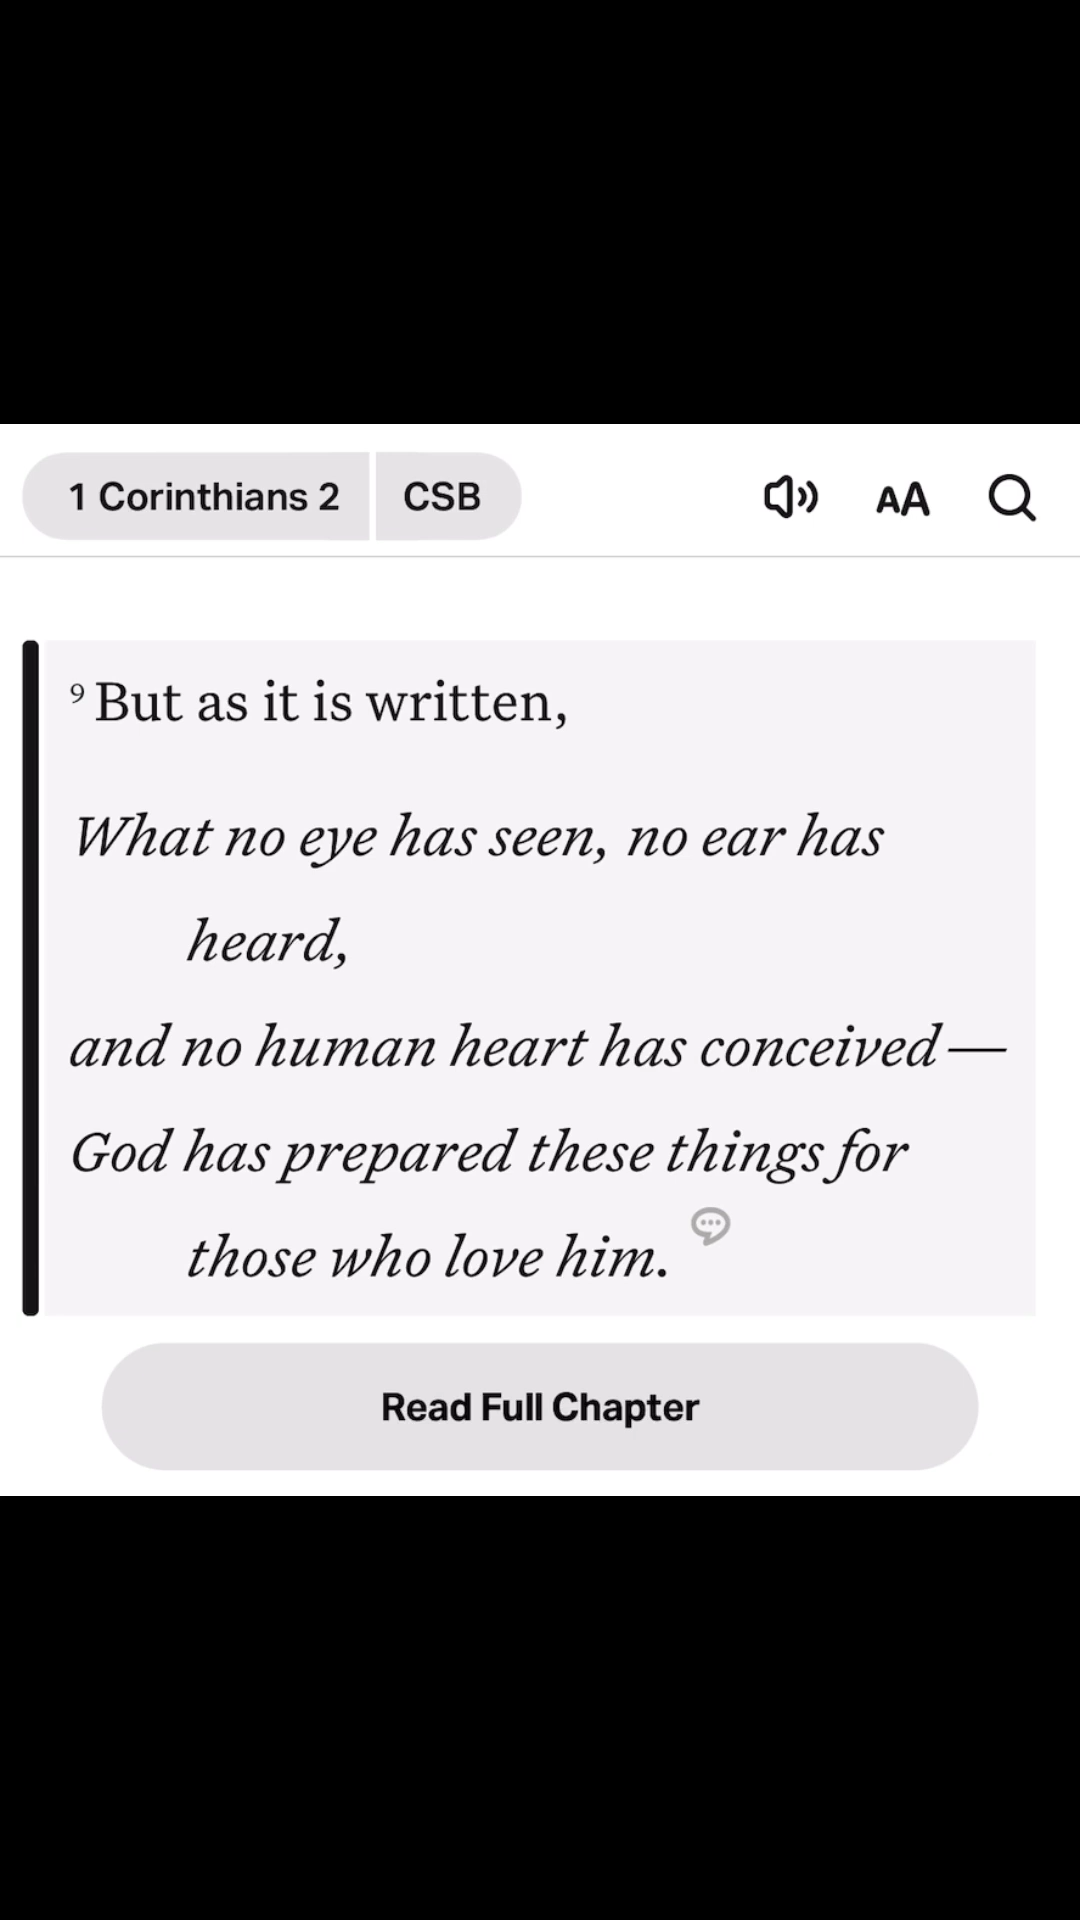 1 Corinthians 2 CSB AA
9 But as it is written,
What no eye has seen, no ear has
heard,
and no human heart has conceived—
God has prepared these things for
those who love him.
Read Full Chapter